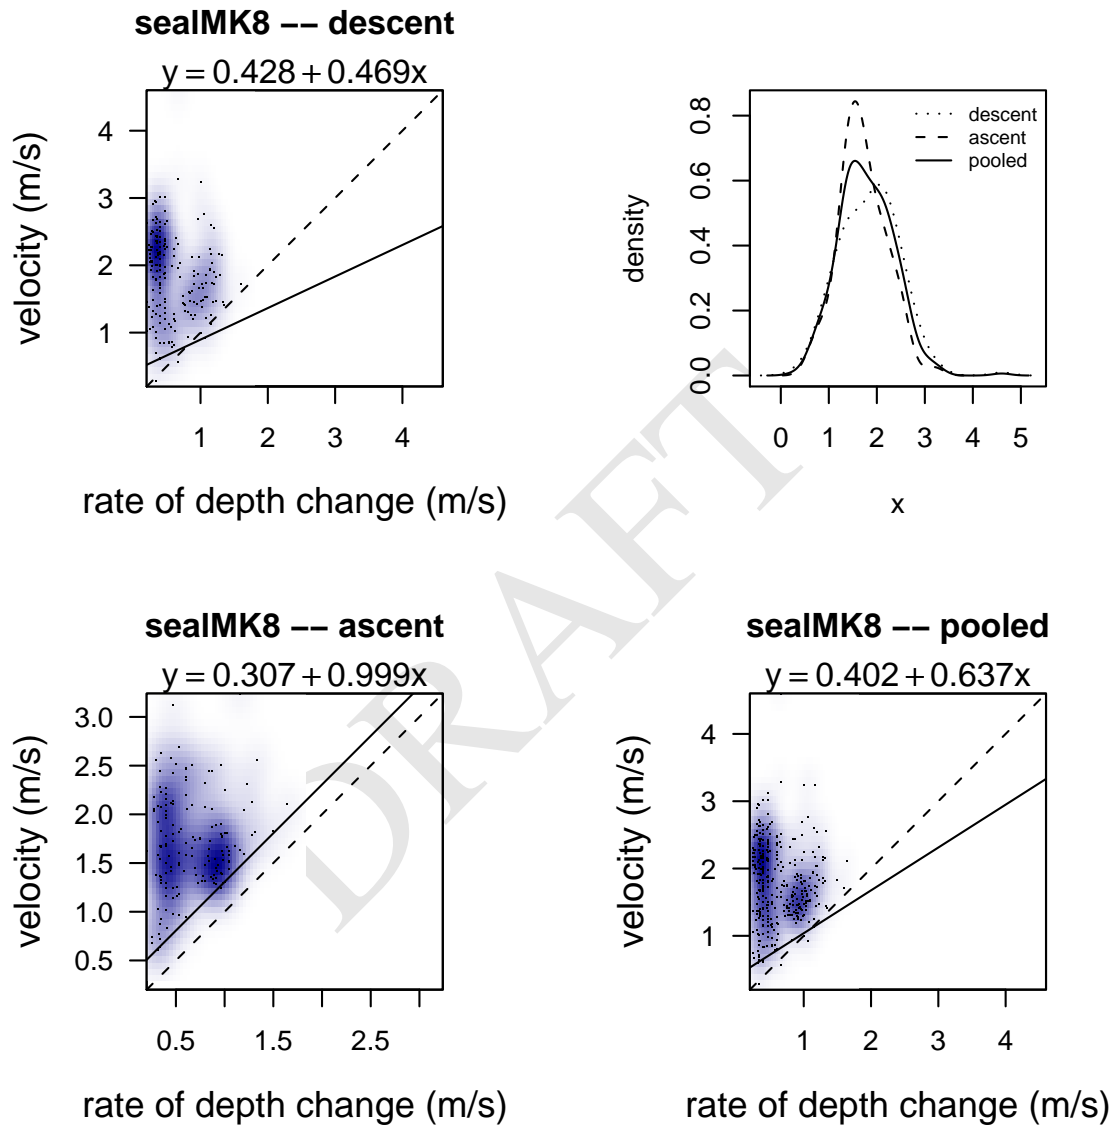 sealMK8 −− descent
y = 0.428 + 0.469x
velocity (m/s)
4
3
2
1
1 2 3 4
rate of depth change (m/s)
density
0.8
0.6
0.4
0.2
0.0
descent
ascent
pooled
0 1 2 3 4 5
x
DRAFT
sealMK8 −− ascent
y = 0.307 + 0.999x
velocity (m/s)
3.0
2.5
2.0
1.5
1.0
0.5
0.5 1.5 2.5
rate of depth change (m/s)
sealMK8 −− pooled
y = 0.402 + 0.637x
velocity (m/s)
4
3
2
1
1 2 3 4
rate of depth change (m/s)